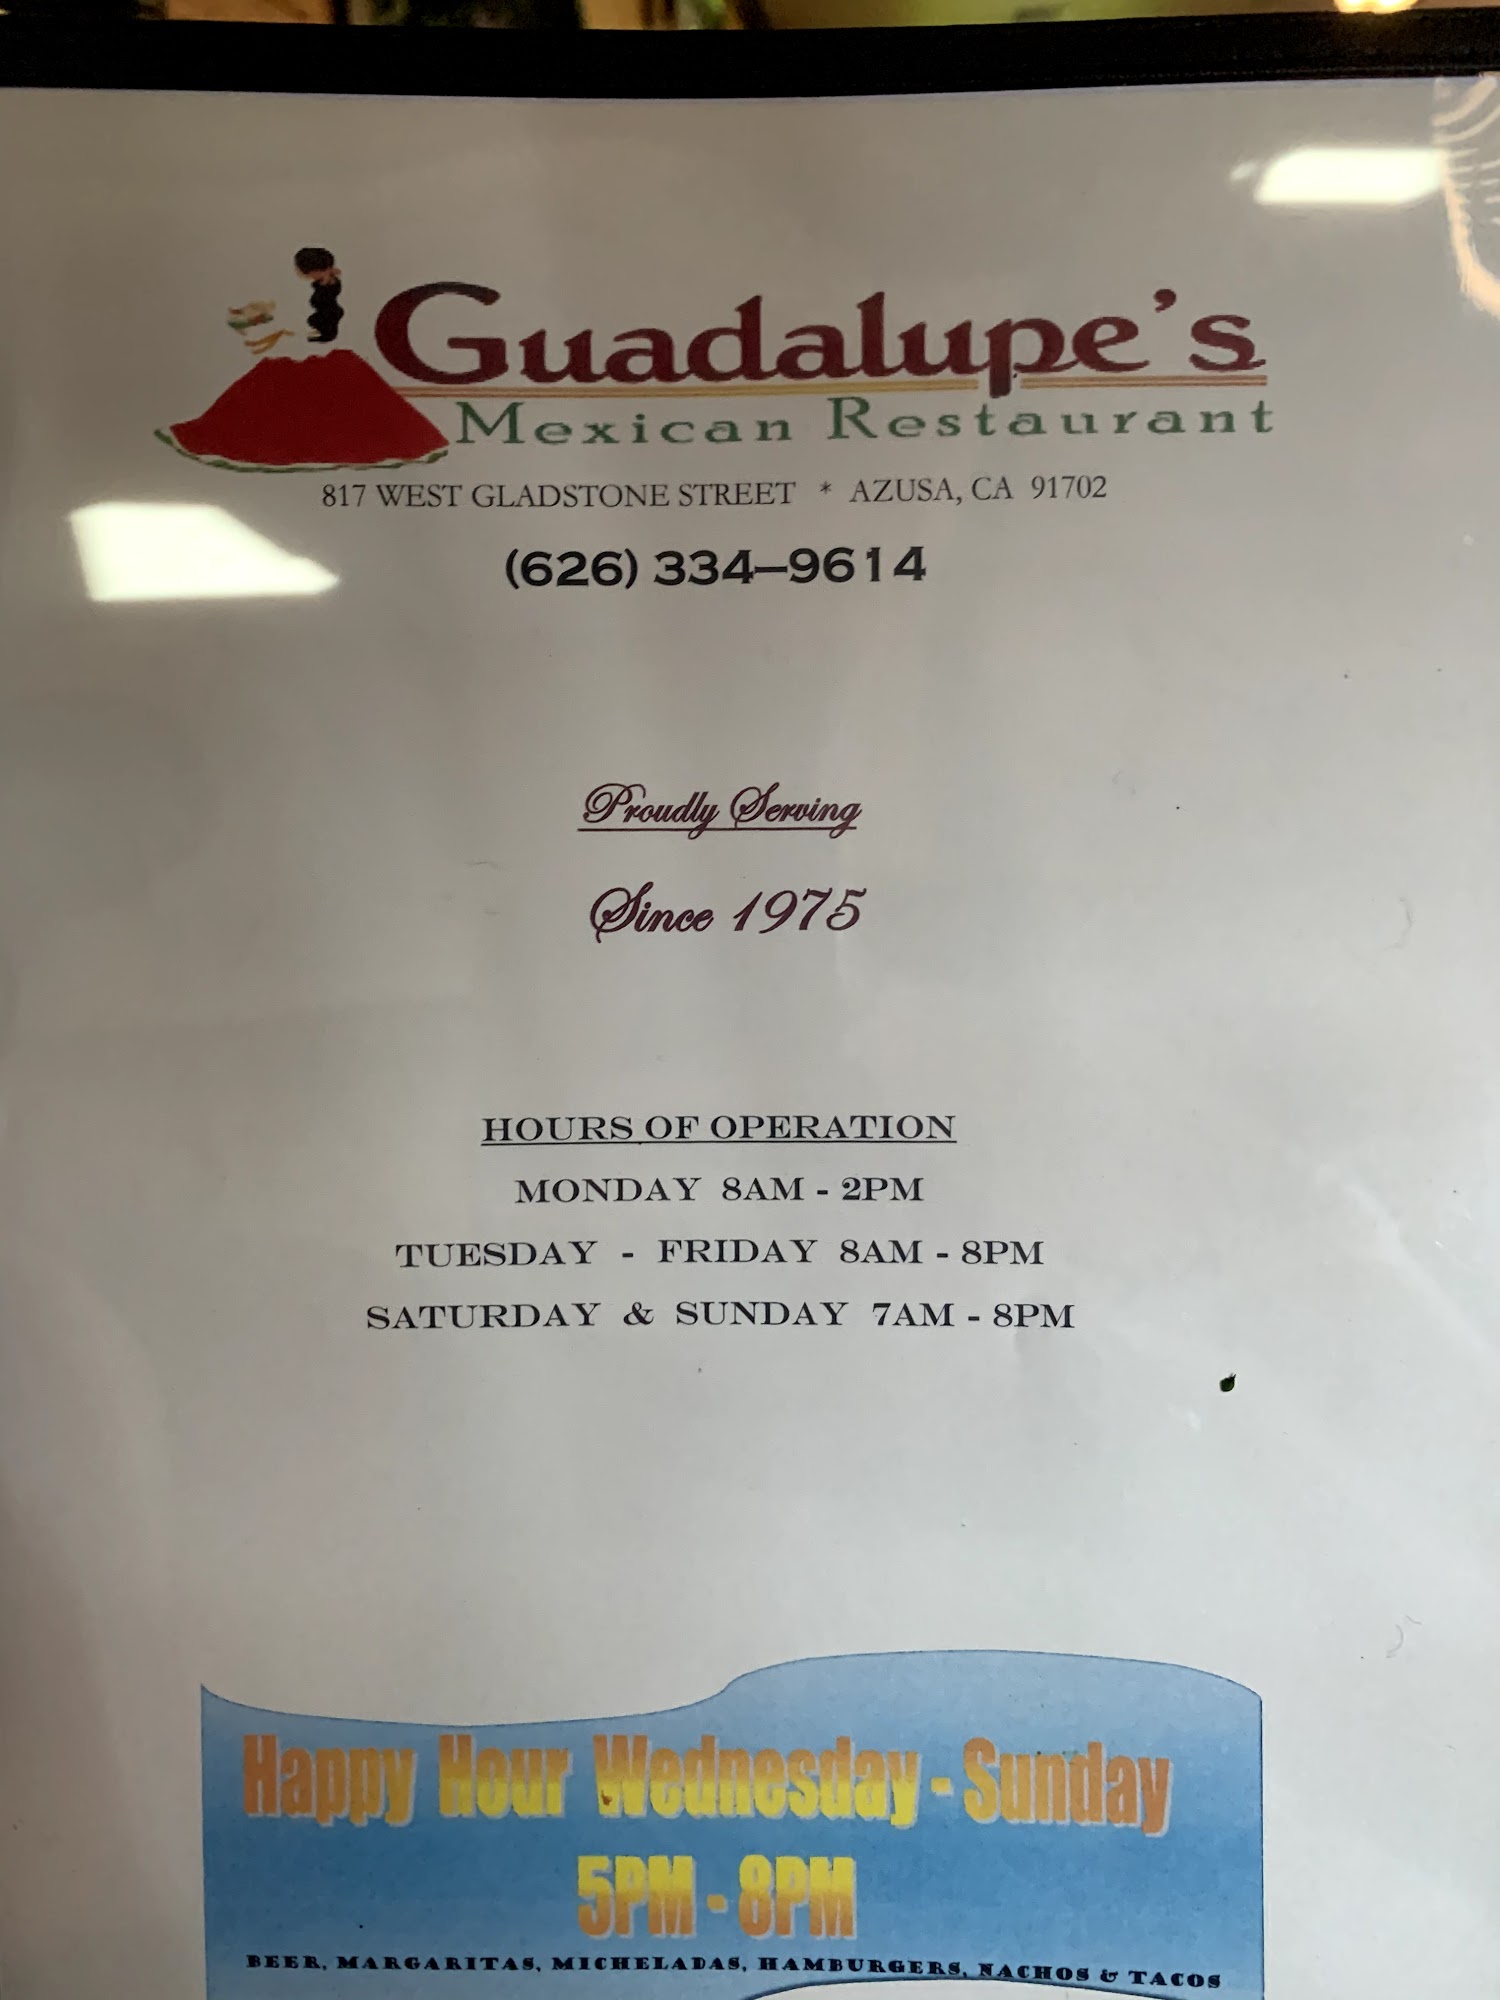 Guadalupe's
Mexican Restaurant
817 WEST GLADSTONE STREET * AZUSA, CA 91702
(626) 334–9614
Proudly Serving
Since 1975
HOURS OF OPERATION
MONDAY 8AM - 2PM
TUESDAY - FRIDAY 8AM - 8PM
SATURDAY & SUNDAY 7AM - 8PM
Happy Hour Wednesday - Sunday
5PM - 8PM
BEER, MARGARITAS, MICHELADAS, HAMBURGERS, NACHOS & TACOS